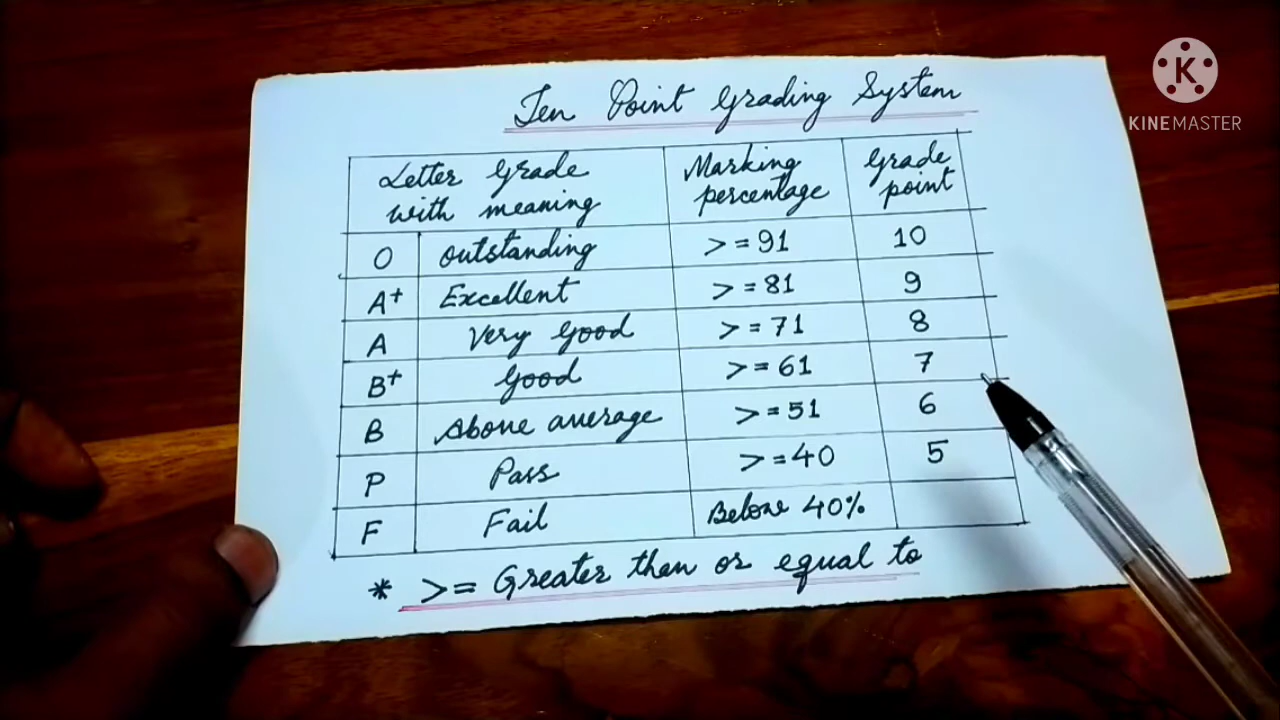 Ten Point Grading System
Letter Grade with meaning Marking percentage Grade point
O Outstanding >=91 10
A+ Excellent >=81 9
A Very Good >=71 8
B+ Good >=61 7
B Above average >=51 6
P Pass >=40 5
F Fail Below 40%
* >= Greater than or equal to
K
KINEMASTER